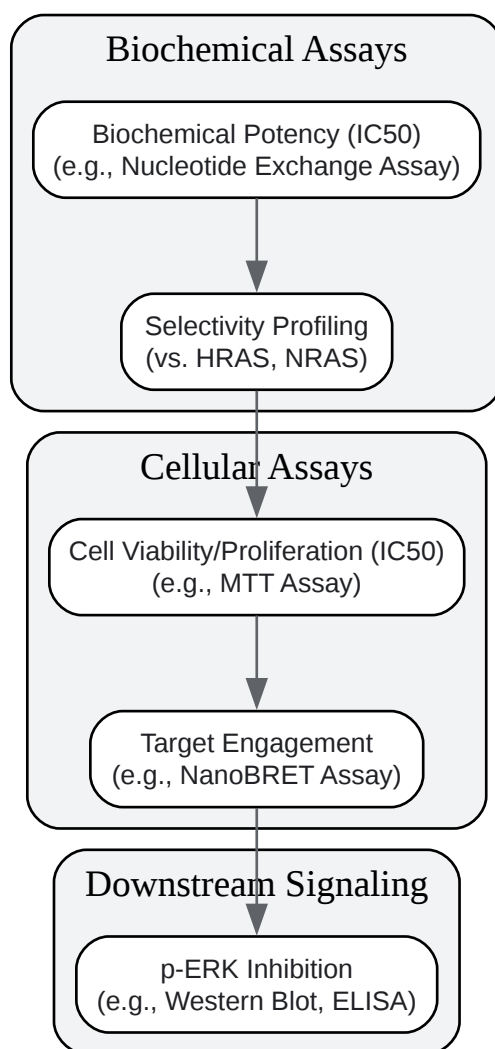 Biochemical Assays
Biochemical Potency (IC50)
(e.g., Nucleotide Exchange Assay)
Selectivity Profiling
(vs. HRAS, NRAS)
Cellular Assays
Cell Viability/Proliferation (IC50)
(e.g., MTT Assay)
Target Engagement
(e.g., NanoBRET Assay)
Downstream Signaling
p-ERK Inhibition
(e.g., Western Blot, ELISA)